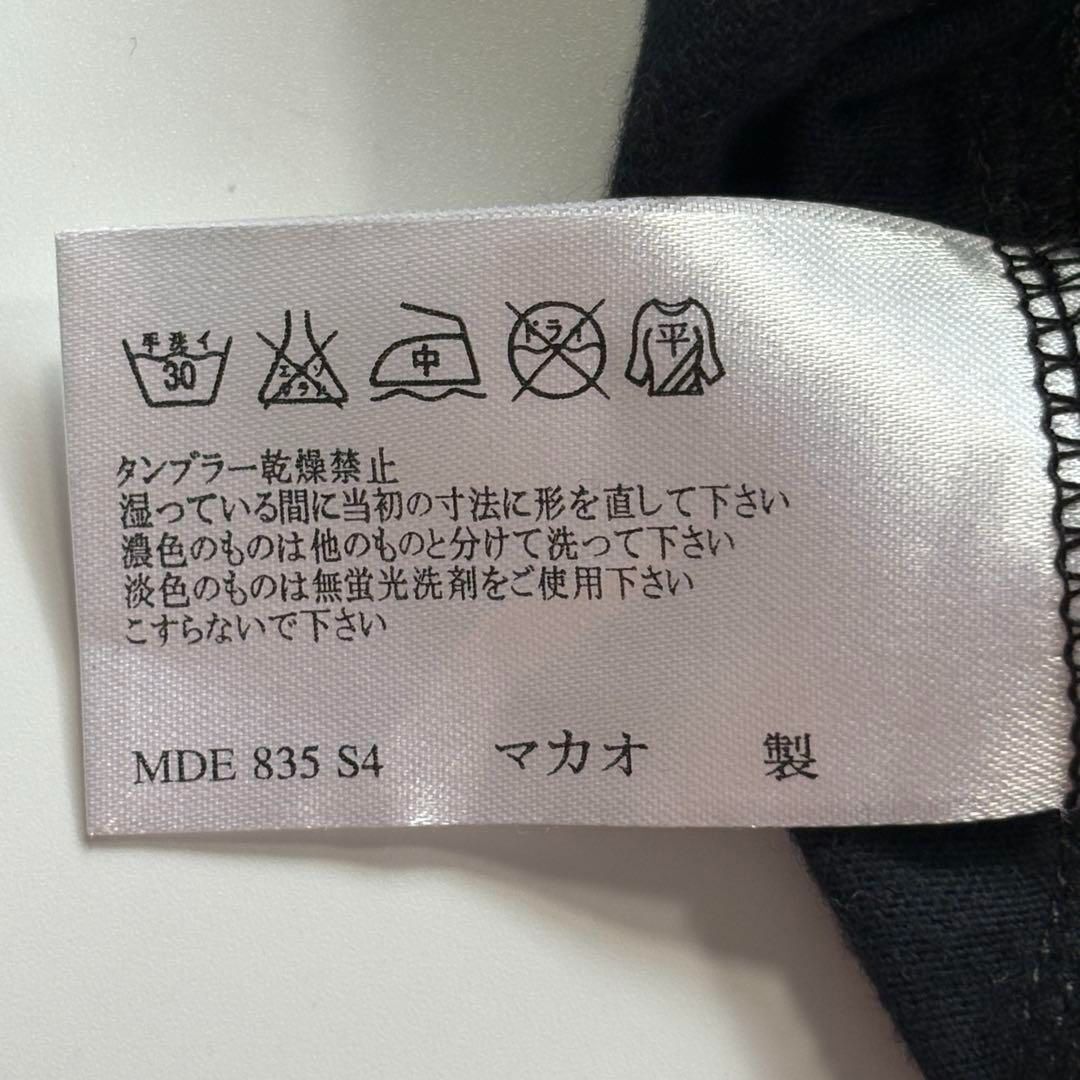 手洗イ 30 エンソサラシ 中 ドライ 平
タンブラー乾燥禁止
湿っている間に当初の寸法に形を直して下さい
濃色のものは他のものと分けて洗って下さい
淡色のものは無蛍光洗剤をご使用下さい
こすらないで下さい
MDE 835 S4 マカオ 製